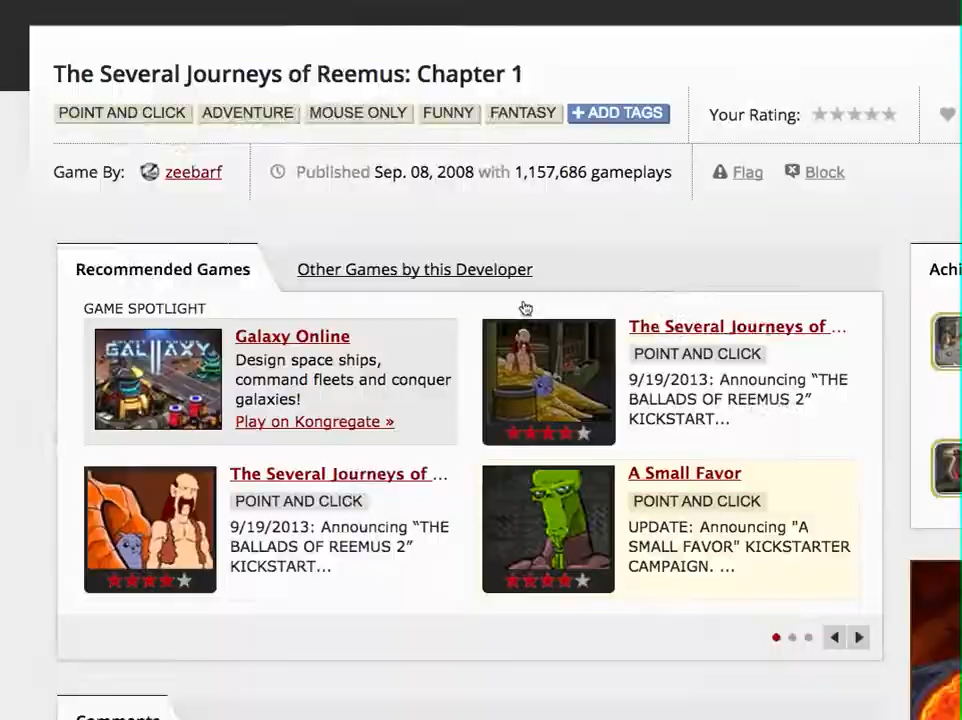 The Several Journeys of Reemus: Chapter 1
POINT AND CLICK ADVENTURE MOUSE ONLY FUNNY FANTASY + ADD TAGS
Your Rating:
Game By: zeebarf
Published Sep. 08, 2008 with 1,157,686 gameplays
Flag Block
Recommended Games
Other Games by this Developer
Achi
GAME SPOTLIGHT
GALAXY II
Galaxy Online
Design space ships,
command fleets and conquer
galaxies!
Play on Kongregate »
The Several Journeys of ...
POINT AND CLICK
9/19/2013: Announcing “THE
BALLADS OF REEMUS 2”
KICKSTART...
The Several Journeys of ...
POINT AND CLICK
9/19/2013: Announcing “THE
BALLADS OF REEMUS 2”
KICKSTART...
A Small Favor
POINT AND CLICK
UPDATE: Announcing "A
SMALL FAVOR" KICKSTARTER
CAMPAIGN. ...
Comments